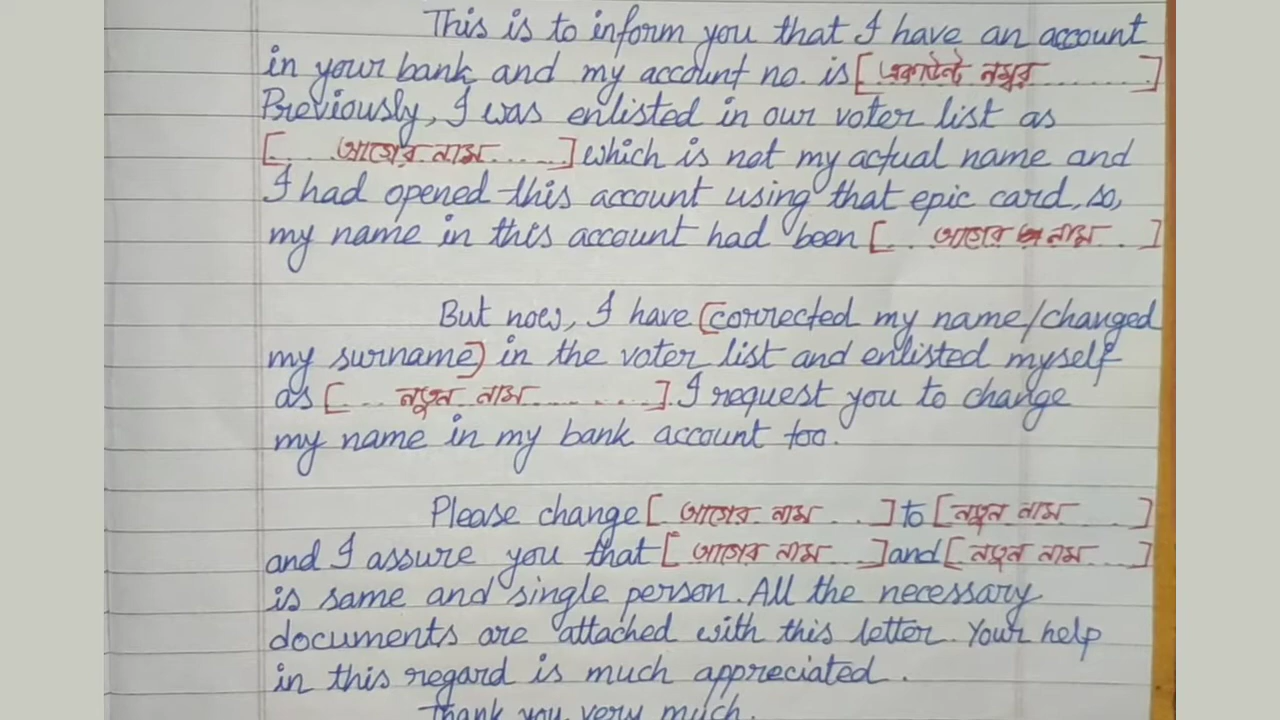 This is to inform you that I have an account
in your bank and my account no. is [ একাউন্ট নম্বর ........ ]
Previously, I was enlisted in our voter list as
[.... আগের নাম ......] which is not my actual name and
I had opened this account using that epic card, so,
my name in this account had been [... আগের নাম ..]
But now, I have (corrected my name/changed
my surname) in the voter list and enlisted myself
as [.... নতুন নাম .........]. I request you to change
my name in my bank account too.
Please change [ আগের নাম ...] to [ নতুন নাম ....]
and I assure you that [ আগের নাম ...] and [ নতুন নাম ...]
is same and single person. All the necessary
documents are attached with this letter. Your help
in this regard is much appreciated.
Thank you very much.